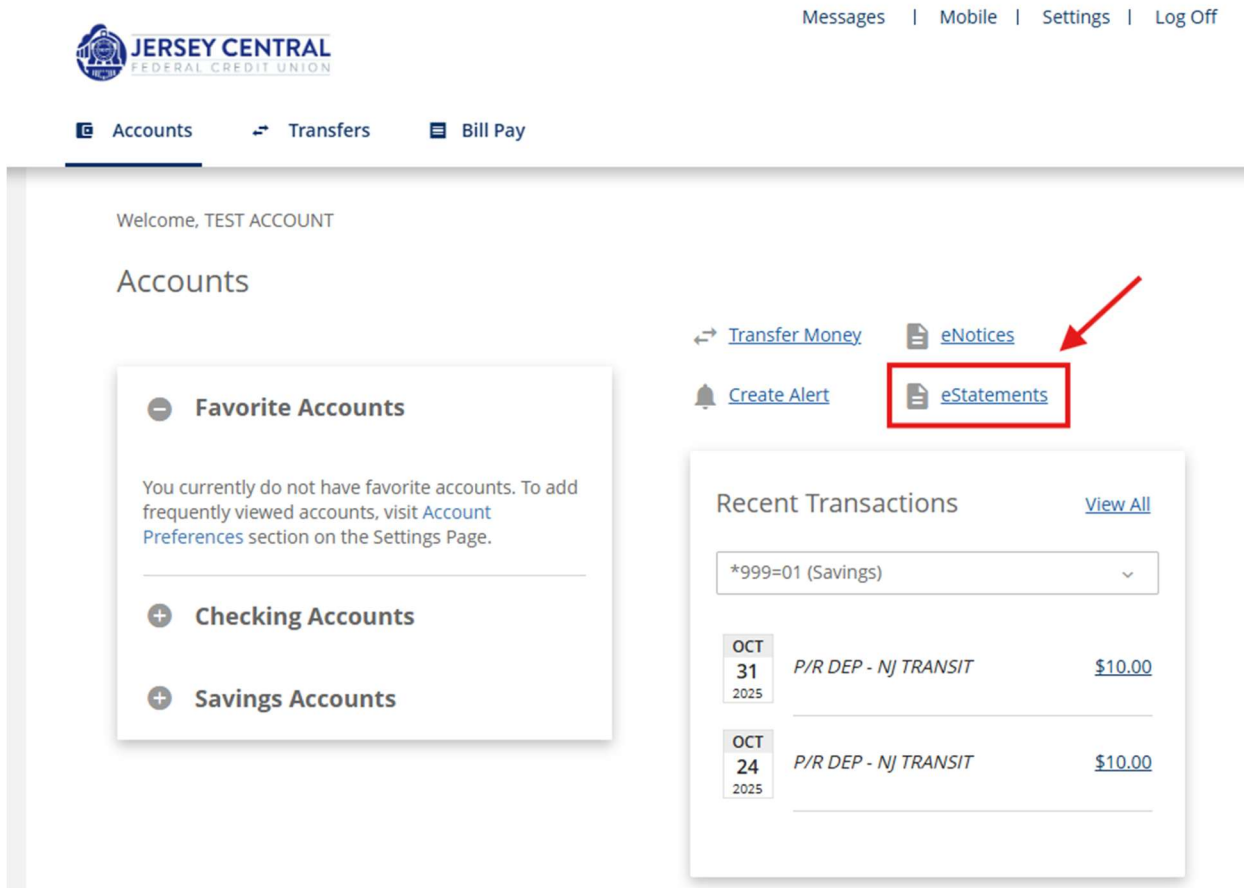 Messages | Mobile | Settings | Log Off
JERSEY CENTRAL
FEDERAL CREDIT UNION
Accounts Transfers Bill Pay
Welcome, TEST ACCOUNT
Accounts
Transfer Money eNotices
Create Alert eStatements
Favorite Accounts
You currently do not have favorite accounts. To add
frequently viewed accounts, visit Account
Preferences section on the Settings Page.
Checking Accounts
Savings Accounts
Recent Transactions View All
*999=01 (Savings)
OCT
31 P/R DEP - NJ TRANSIT $10.00
2025
OCT
24 P/R DEP - NJ TRANSIT $10.00
2025